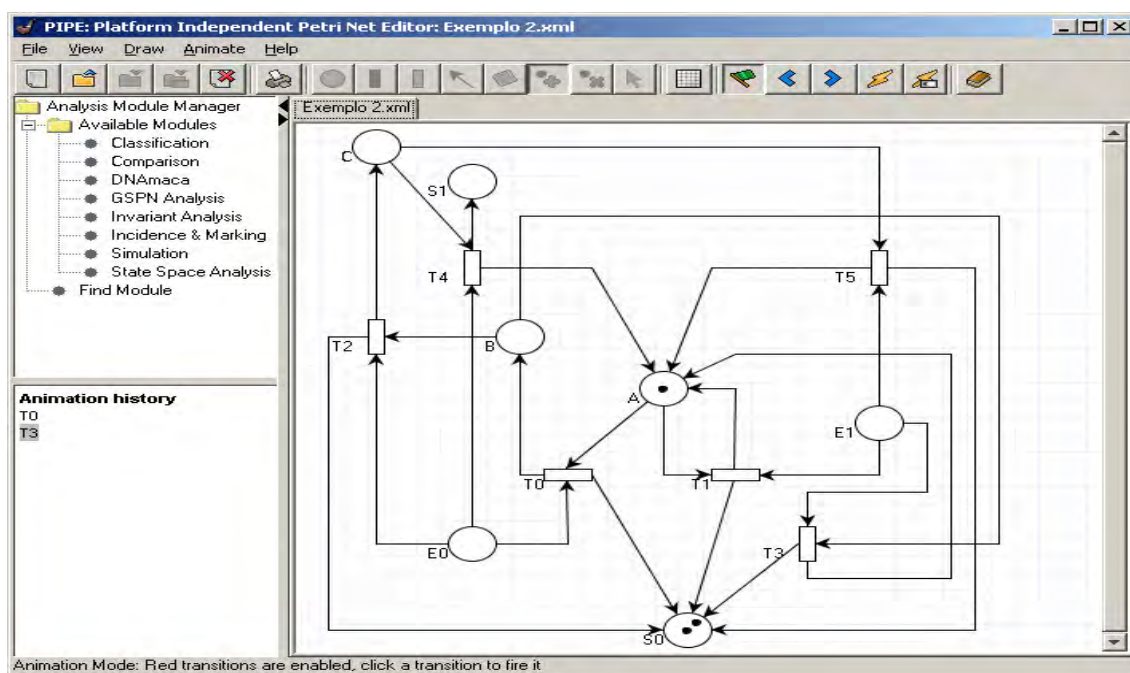 PIPE: Platform Independent Petri Net Editor: Exemplo 2.xml
File View Draw Animate Help
Analysis Module Manager
Available Modules
Classification
Comparison
DNAmaca
GSPN Analysis
Invariant Analysis
Incidence & Marking
Simulation
State Space Analysis
Find Module
Animation history
T0
T3
Exemplo 2.xml
C
S1
T4
T5
T2
B
A
E1
T0
T1
E0
T3
S0
Animation Mode: Red transitions are enabled, click a transition to fire it